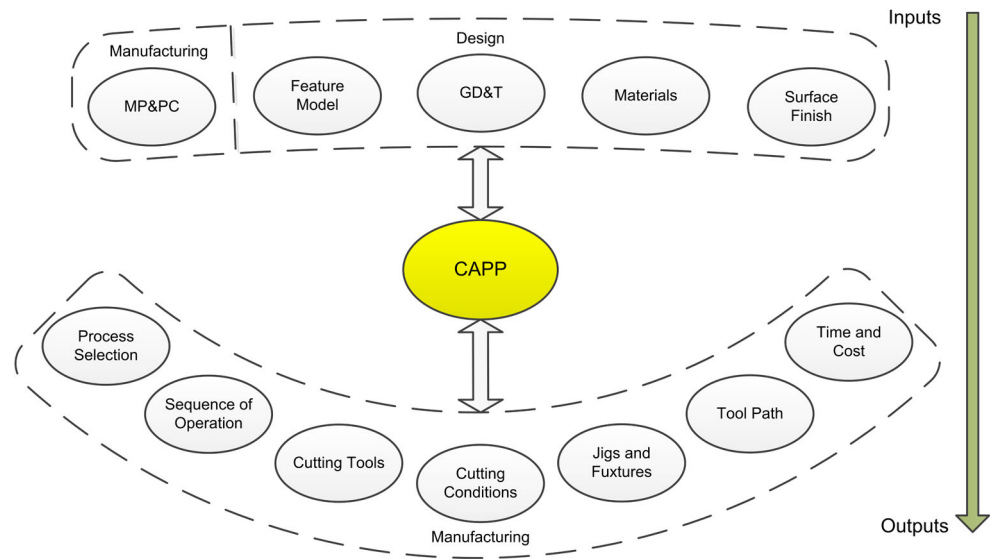 Inputs
Manufacturing
Design
MP&PC
Feature
Model
GD&T
Materials
Surface
Finish
CAPP
Process
Selection
Sequence of
Operation
Cutting Tools
Cutting
Conditions
Jigs and
Fuxtures
Tool Path
Time and
Cost
Manufacturing
Outputs